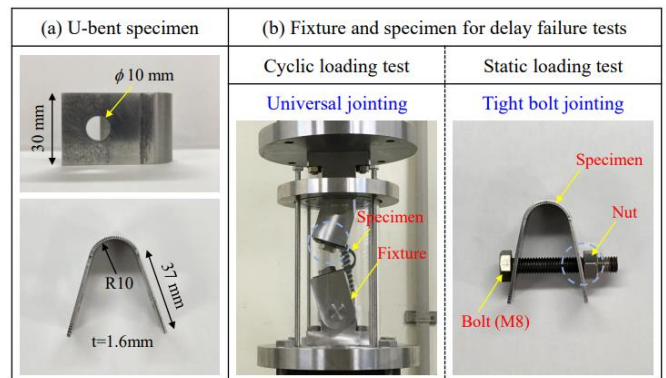 (a) U-bent specimen
ϕ 10 mm
30 mm
R10
37 mm
t=1.6mm
(b) Fixture and specimen for delay failure tests
Cyclic loading test
Universal jointing
Specimen
Fixture
Static loading test
Tight bolt jointing
Specimen
Nut
Bolt (M8)